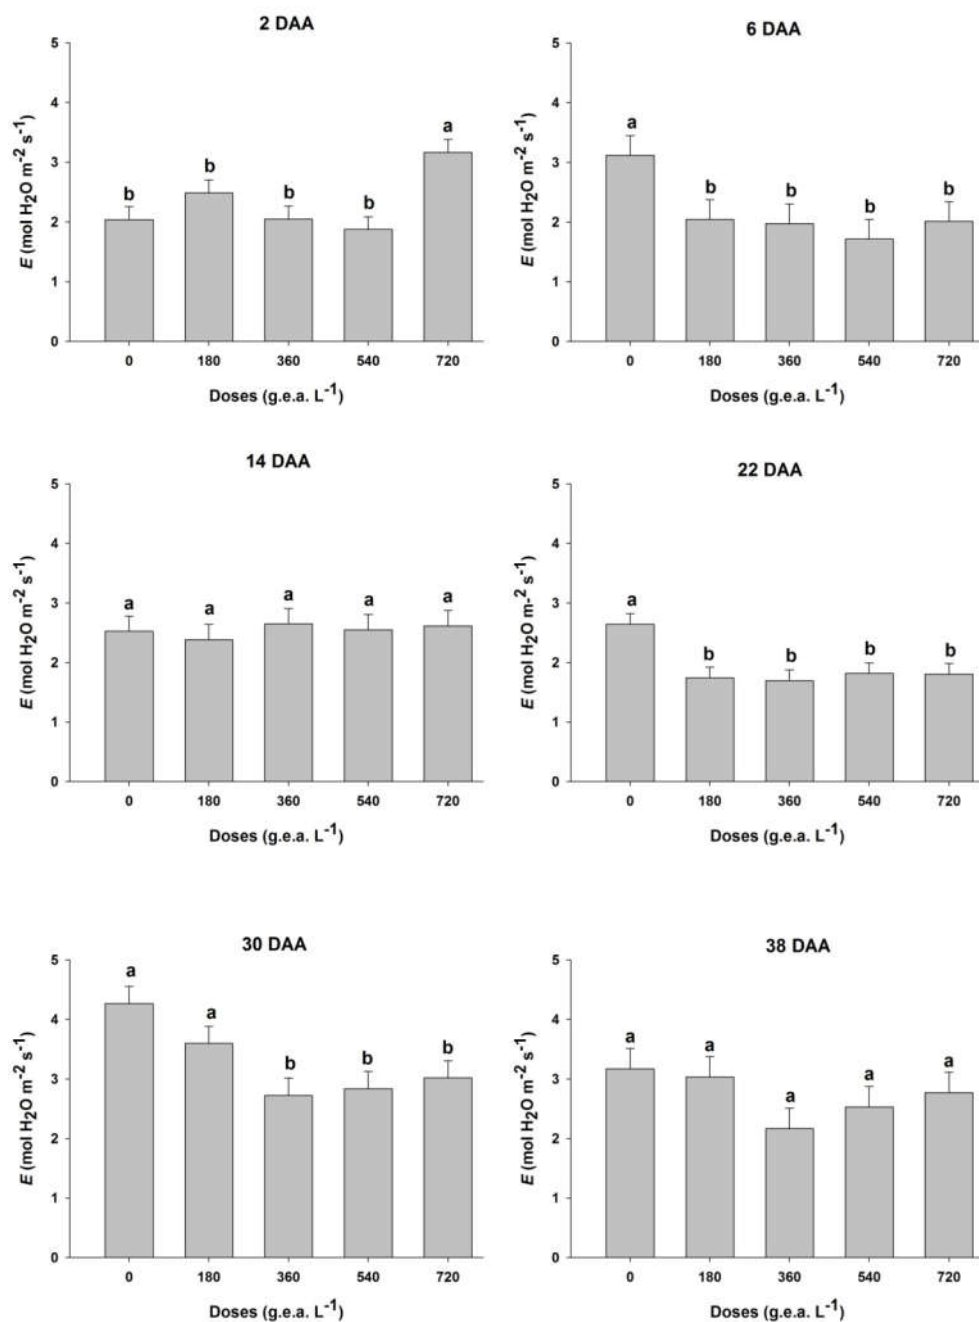 2 DAA
5
4
3
2
1
0
E (mol H2O m-2 s-1)
b
b
b
b
a
0 180 360 540 720
Doses (g.e.a. L-1)
6 DAA
5
4
3
2
1
0
E (mol H2O m-2 s-1)
a
b
b
b
b
0 180 360 540 720
Doses (g.e.a. L-1)
14 DAA
5
4
3
2
1
0
E (mol H2O m-2 s-1)
a
a
a
a
a
0 180 360 540 720
Doses (g.e.a. L-1)
22 DAA
5
4
3
2
1
0
E (mol H2O m-2 s-1)
a
b
b
b
b
0 180 360 540 720
Doses (g.e.a. L-1)
30 DAA
5
4
3
2
1
0
E (mol H2O m-2 s-1)
a
a
b
b
b
0 180 360 540 720
Doses (g.e.a. L-1)
38 DAA
5
4
3
2
1
0
E (mol H2O m-2 s-1)
a
a
a
a
a
0 180 360 540 720
Doses (g.e.a. L-1)